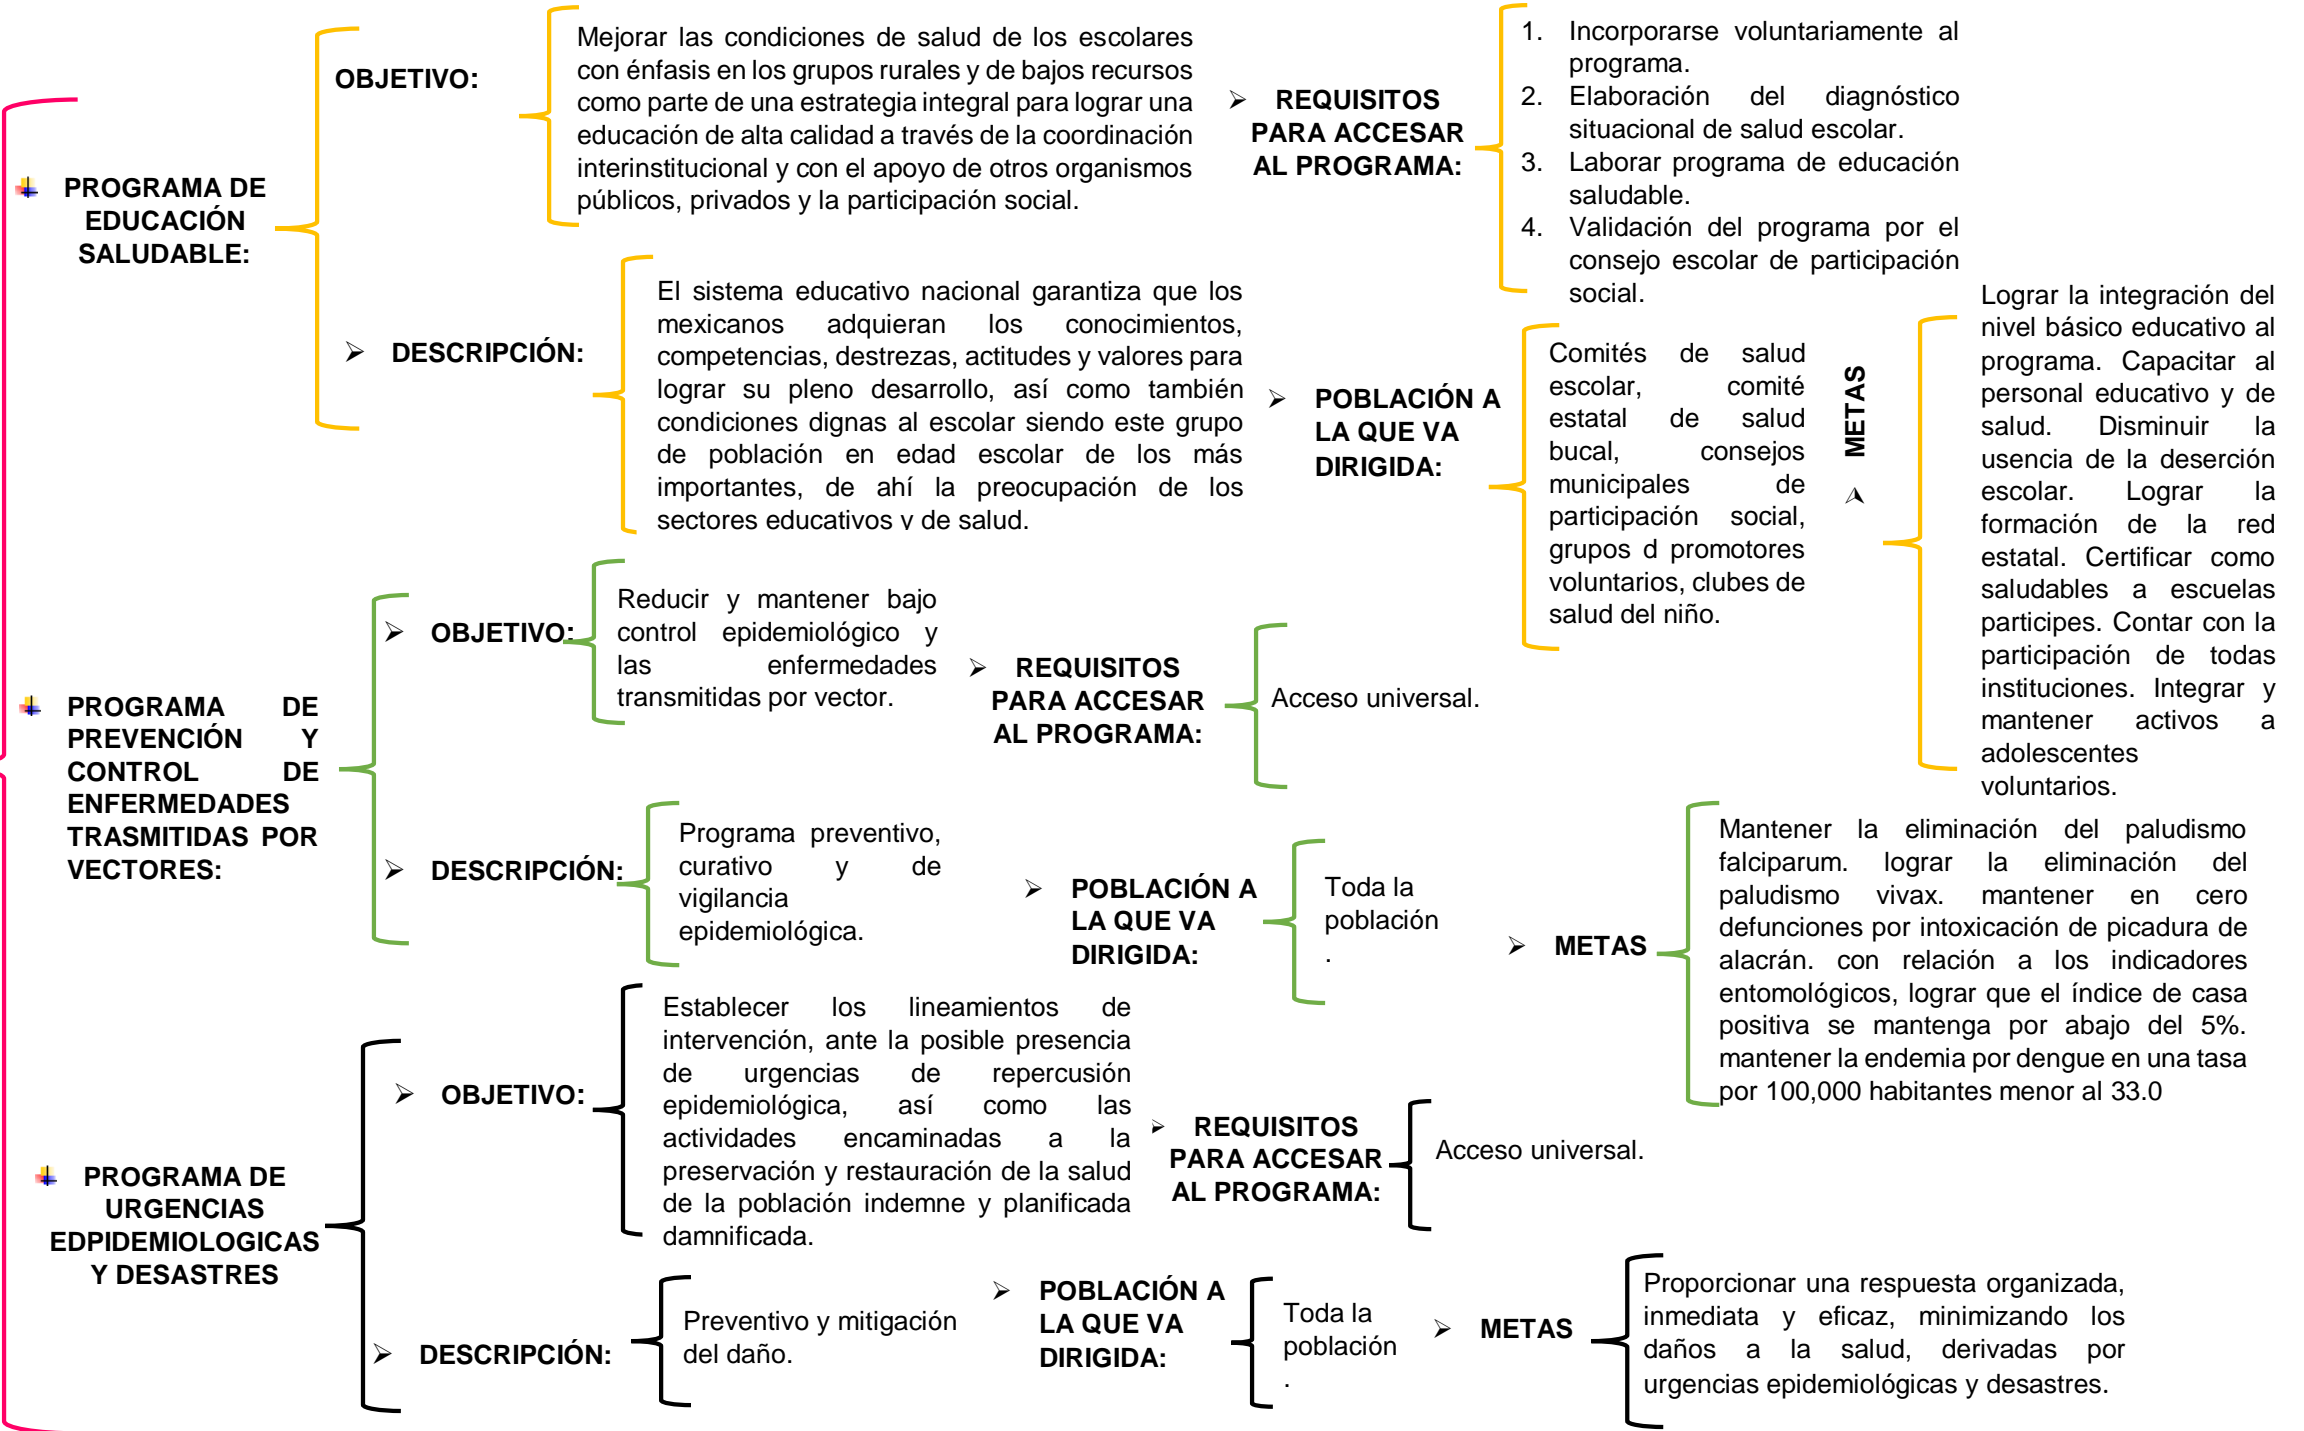 PROGRAMA DE
EDUCACIÓN
SALUDABLE:
OBJETIVO:
Mejorar las condiciones de salud de los escolares
con énfasis en los grupos rurales y de bajos recursos
como parte de una estrategia integral para lograr una
educación de alta calidad a través de la coordinación
interinstitucional y con el apoyo de otros organismos
públicos, privados y la participación social.
REQUISITOS
PARA ACCESAR
AL PROGRAMA:
1. Incorporarse voluntariamente al
programa.
2. Elaboración del diagnóstico
situacional de salud escolar.
3. Laborar programa de educación
saludable.
4. Validación del programa por el
consejo escolar de participación
social.
DESCRIPCIÓN:
El sistema educativo nacional garantiza que los
mexicanos adquieran los conocimientos,
competencias, destrezas, actitudes y valores para
lograr su pleno desarrollo, así como también
condiciones dignas al escolar siendo este grupo
de población en edad escolar de los más
importantes, de ahí la preocupación de los
sectores educativos y de salud.
POBLACIÓN A
LA QUE VA
DIRIGIDA:
Comités de salud
escolar, comité
estatal de salud
bucal, consejos
municipales de
participación social,
grupos d promotores
voluntarios, clubes de
salud del niño.
METAS
Lograr la integración del
nivel básico educativo al
programa. Capacitar al
personal educativo y de
salud. Disminuir la
usencia de la deserción
escolar. Lograr la
formación de la red
estatal. Certificar como
saludables a escuelas
participes. Contar con la
participación de todas
instituciones. Integrar y
mantener activos a
adolescentes
voluntarios.
PROGRAMA DE
PREVENCIÓN Y
CONTROL DE
ENFERMEDADES
TRASMITIDAS POR
VECTORES:
OBJETIVO:
Reducir y mantener bajo
control epidemiológico y
las enfermedades
transmitidas por vector.
REQUISITOS
PARA ACCESAR
AL PROGRAMA:
Acceso universal.
DESCRIPCIÓN:
Programa preventivo,
curativo y de
vigilancia
epidemiológica.
POBLACIÓN A
LA QUE VA
DIRIGIDA:
Toda la
población
.
METAS
Mantener la eliminación del paludismo
falciparum. lograr la eliminación del
paludismo vivax. mantener en cero
defunciones por intoxicación de picadura de
alacrán. con relación a los indicadores
entomológicos, lograr que el índice de casa
positiva se mantenga por abajo del 5%.
mantener la endemia por dengue en una tasa
por 100,000 habitantes menor al 33.0
PROGRAMA DE
URGENCIAS
EDPIDEMIOLOGICAS
Y DESASTRES
OBJETIVO:
Establecer los lineamientos de
intervención, ante la posible presencia
de urgencias de repercusión
epidemiológica, así como las
actividades encaminadas a la
preservación y restauración de la salud
de la población indemne y planificada
damnificada.
REQUISITOS
PARA ACCESAR
AL PROGRAMA:
Acceso universal.
DESCRIPCIÓN:
Preventivo y mitigación
del daño.
POBLACIÓN A
LA QUE VA
DIRIGIDA:
Toda la
población
.
METAS
Proporcionar una respuesta organizada,
inmediata y eficaz, minimizando los
daños a la salud, derivadas por
urgencias epidemiológicas y desastres.